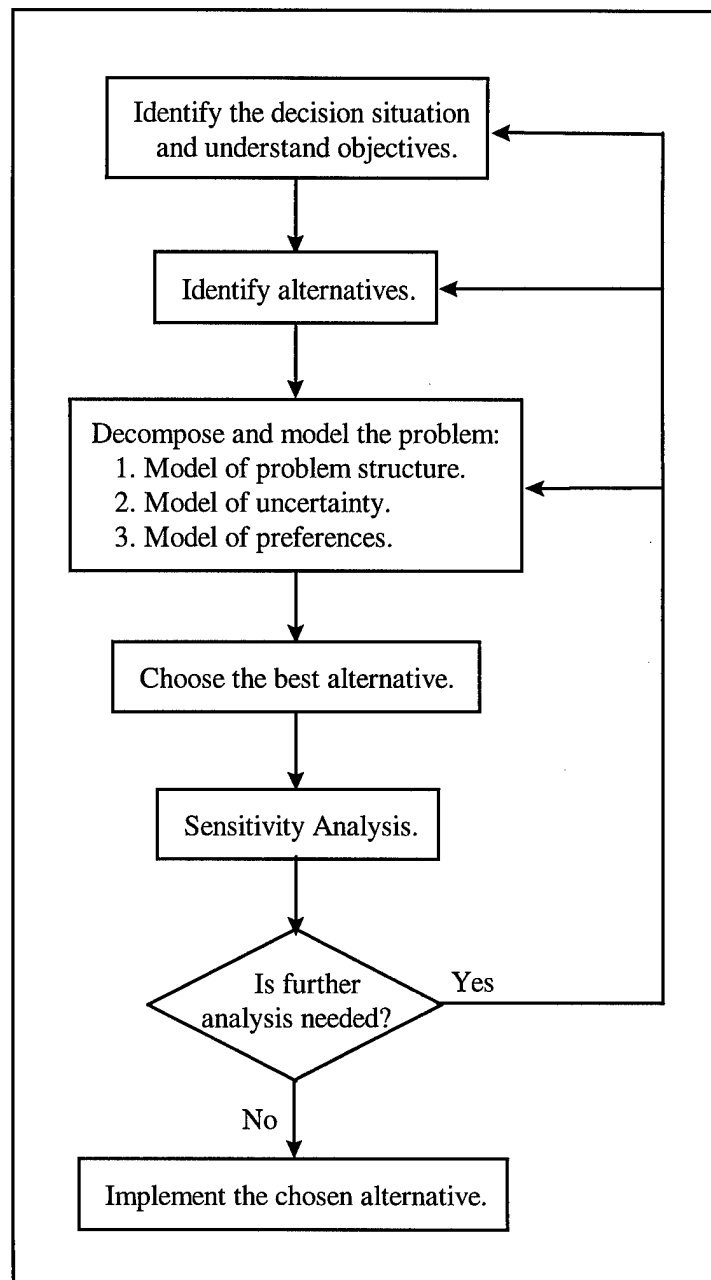 Identify the decision situation
and understand objectives.
Identify alternatives.
Decompose and model the problem:
1. Model of problem structure.
2. Model of uncertainty.
3. Model of preferences.
Choose the best alternative.
Sensitivity Analysis.
Is further
analysis needed?
Yes
No
Implement the chosen alternative.